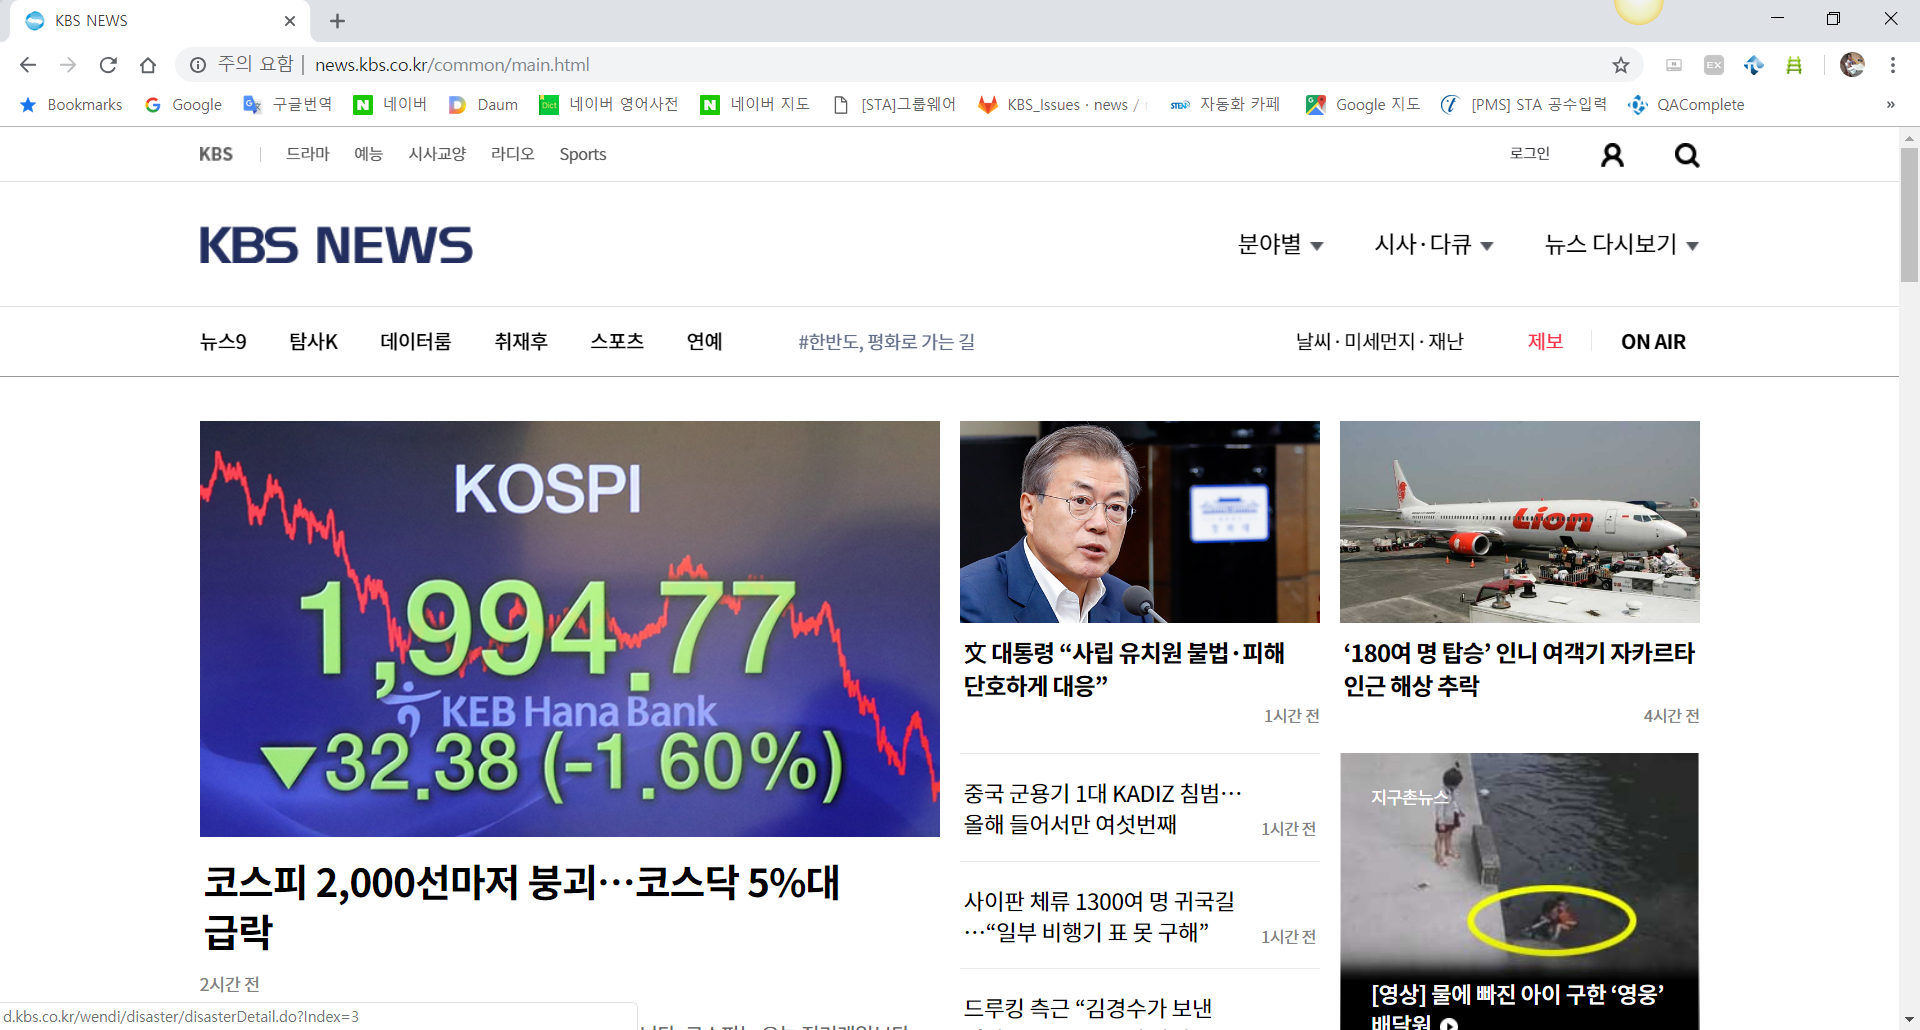 KBS NEWS
주의 요함 | news.kbs.co.kr/common/main.html
Bookmarks Google 구글번역 네이버 Daum 네이버 영어사전 네이버 지도 [STA]그룹웨어 KBS_Issues · news / 자동화 카페 Google 지도 [PMS] STA 공수입력 QAComplete »
KBS 드라마 예능 시사교양 라디오 Sports 로그인
KBS NEWS 분야별 시사·다큐 뉴스 다시보기
뉴스9 탐사K 데이터룸 취재후 스포츠 연예 #한반도, 평화로 가는 길 날씨·미세먼지·재난 제보 ON AIR
KOSPI
1,994.77
KEB Hana Bank
▼32.38 (-1.60%)
코스피 2,000선마저 붕괴…코스닥 5%대
급락
2시간 전
文 대통령 “사립 유치원 불법·피해
단호하게 대응”
1시간 전
중국 군용기 1대 KADIZ 침범…
올해 들어서만 여섯번째
1시간 전
사이판 체류 1300여 명 귀국길
…“일부 비행기 표 못 구해”
1시간 전
드루킹 측근 “김경수가 보낸
Lion
‘180여 명 탑승’ 인니 여객기 자카르타
인근 해상 추락
4시간 전
지구촌뉴스
[영상] 물에 빠진 아이 구한 ‘영웅’
배달원
d.kbs.co.kr/wendi/disaster/disasterDetail.do?Index=3